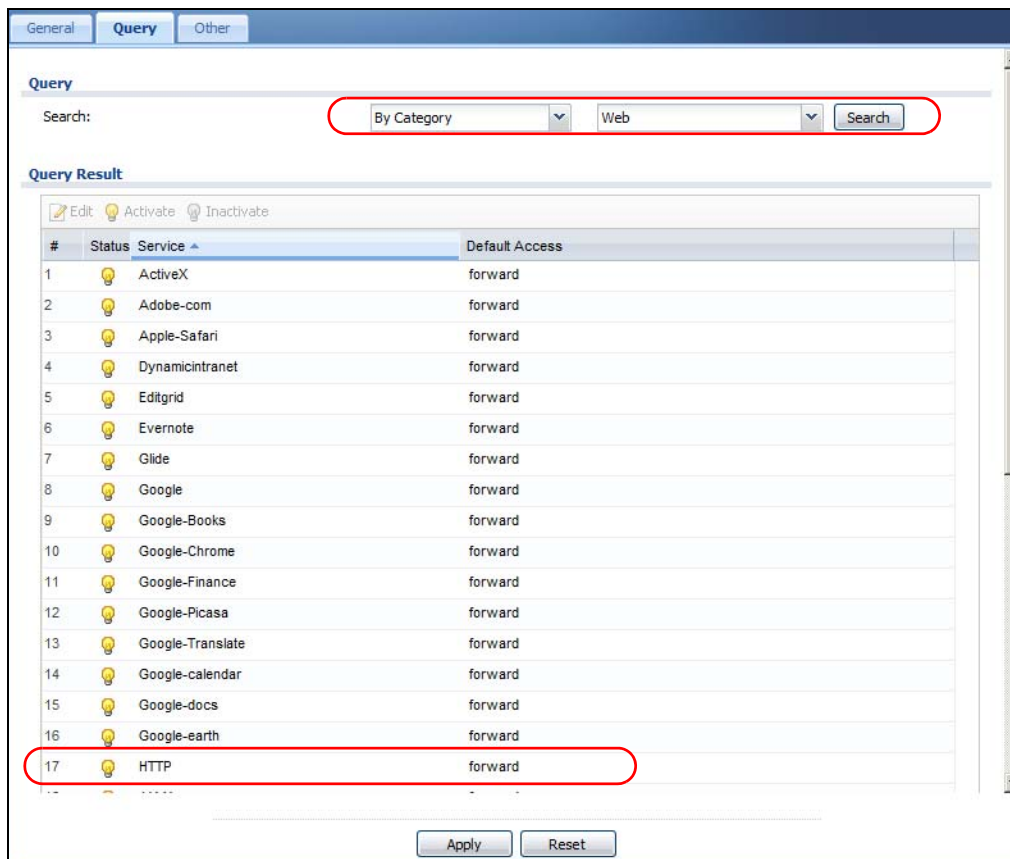 General Query Other
Query
Search: By Category Web Search
Query Result
Edit Activate Inactivate
# Status Service Default Access
1 ActiveX forward
2 Adobe-com forward
3 Apple-Safari forward
4 Dynamicintranet forward
5 Editgrid forward
6 Evernote forward
7 Glide forward
8 Google forward
9 Google-Books forward
10 Google-Chrome forward
11 Google-Finance forward
12 Google-Picasa forward
13 Google-Translate forward
14 Google-calendar forward
15 Google-docs forward
16 Google-earth forward
17 HTTP forward
Apply Reset